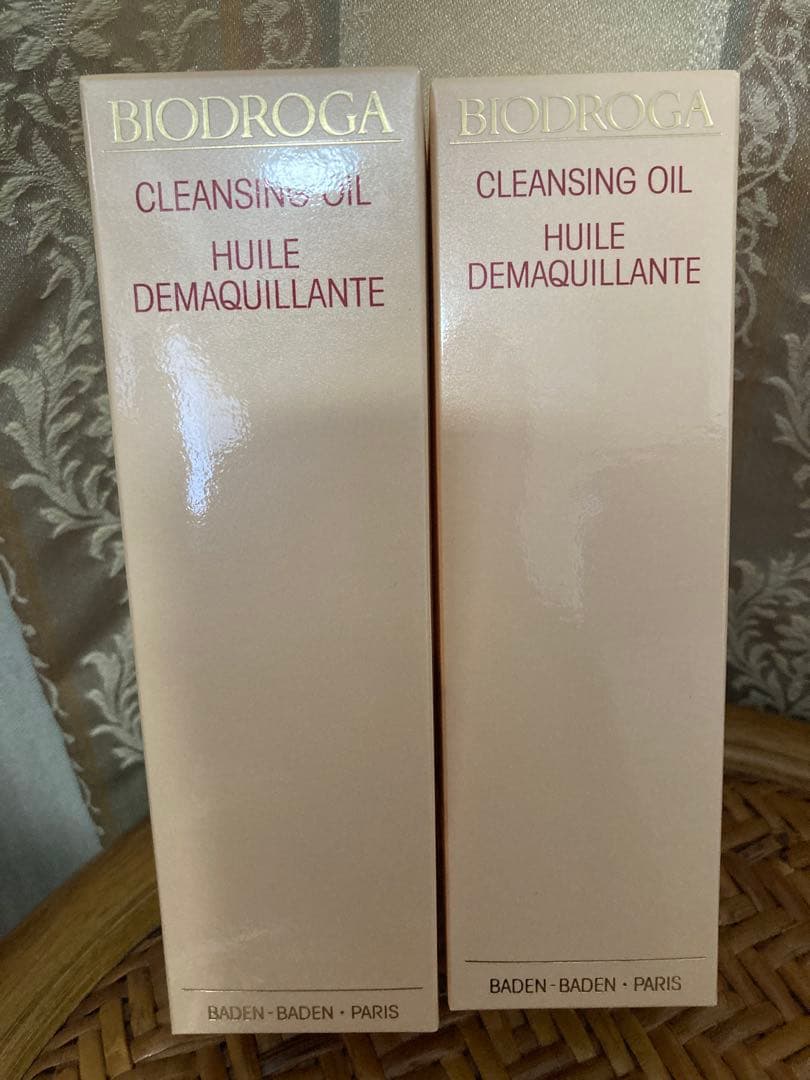 BIODROGA
CLEANSING OIL
HUILE
DEMAQUILLANTE
BADEN-BADEN · PARIS
BIODROGA
CLEANSING OIL
HUILE
DEMAQUILLANTE
BADEN-BADEN · PARIS